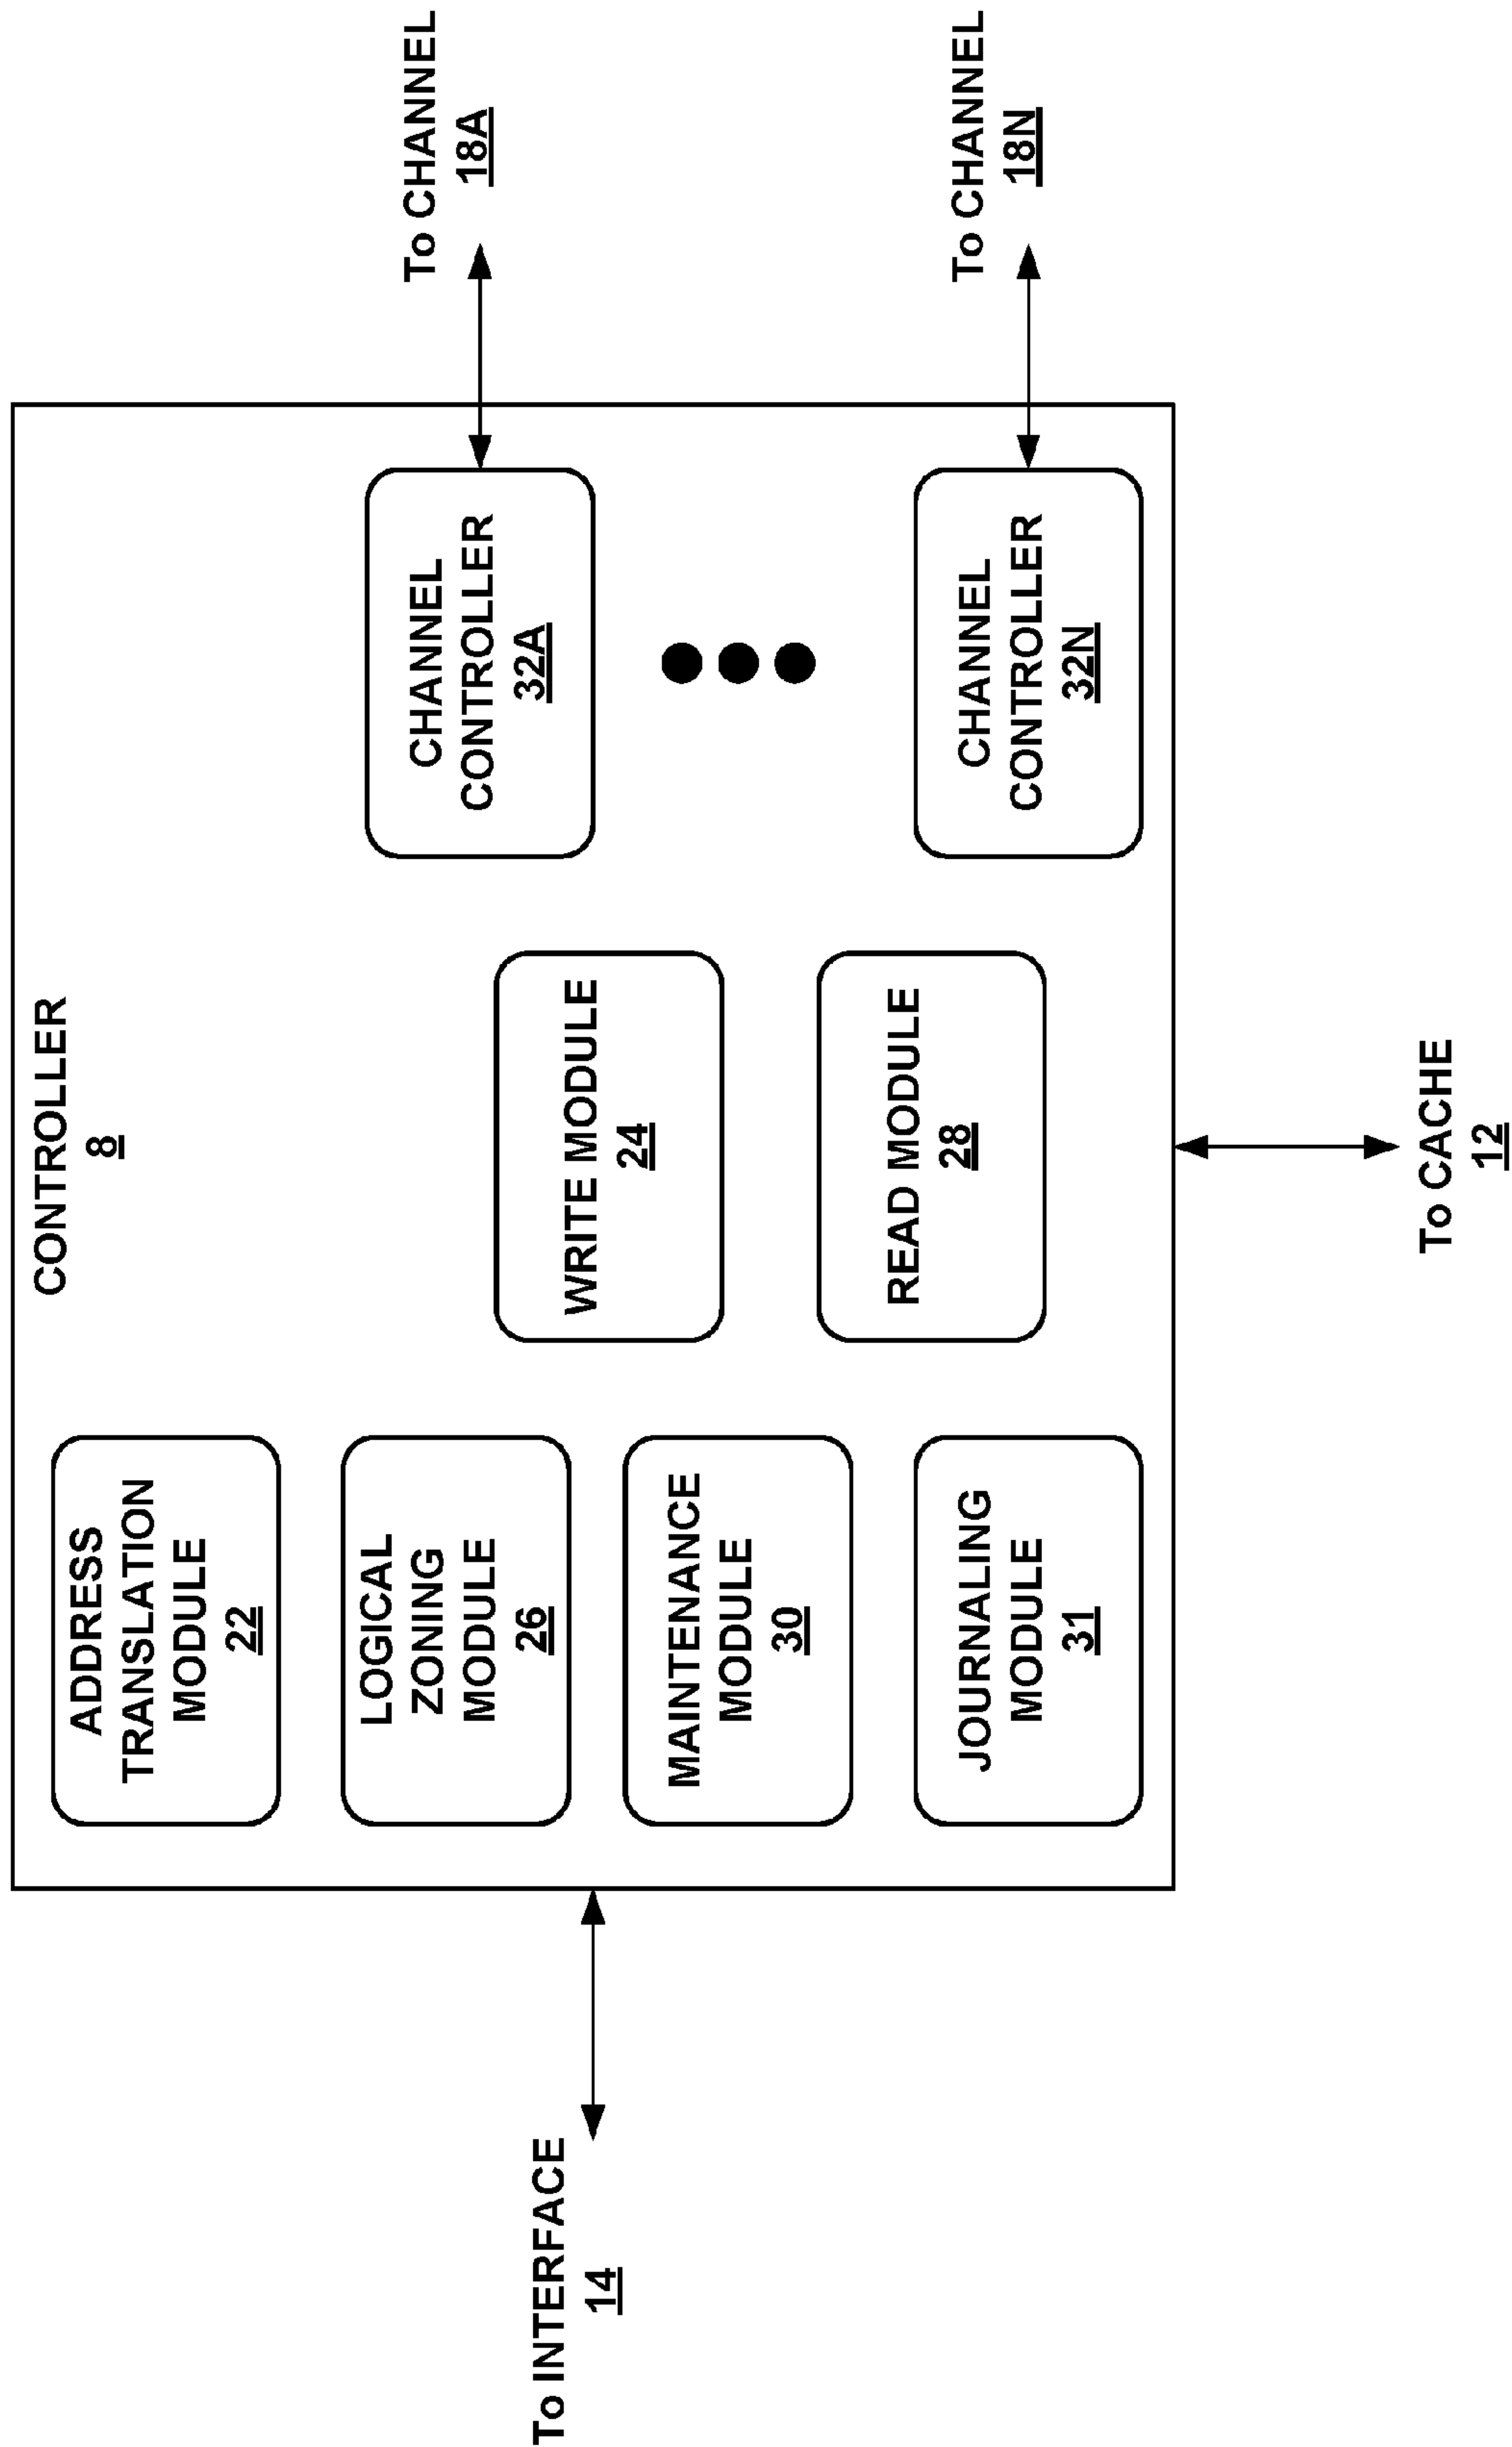 CONTROLLER
8
ADDRESS
TRANSLATION
MODULE
22
LOGICAL
ZONING
MODULE
26
MAINTENANCE
MODULE
30
JOURNALING
MODULE
31
WRITE MODULE
24
READ MODULE
28
CHANNEL
CONTROLLER
32A
CHANNEL
CONTROLLER
32N
To INTERFACE
14
To CHANNEL
18A
To CHANNEL
18N
To CACHE
12